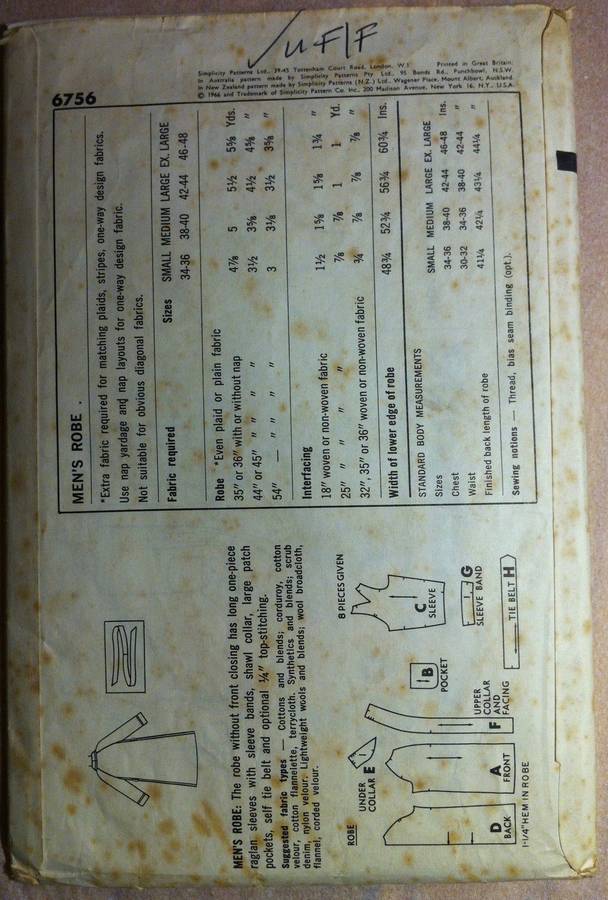 Simplicity Patterns Ltd., 39-45 Tottenham Court Road, London, W.1 Printed in Great Britain.
In Australia pattern made by Simplicity Patterns Pty Ltd., 95 Bonds Rd., Punchbowl, N.S.W.
In New Zealand pattern made by Simplicity Patterns (N.Z.) Ltd., Wagener Place, Mount Albert, Auckland.
© 1966 and Trademark of Simplicity Pattern Co. Inc., 200 Madison Avenue, New York 16, N.Y., U.S.A.
6756
MEN'S ROBE .
*Extra fabric required for matching plaids, stripes, one-way design fabrics.
Use nap yardage and nap layouts for one-way design fabric.
Not suitable for obvious diagonal fabrics.
Fabric required Sizes SMALL MEDIUM LARGE EX. LARGE
34-36 38-40 42-44 46-48
Robe *Even plaid or plain fabric
35" or 36" with or without nap 4⅞ 5 5½ 5⅝ Yds.
44" or 45" " " " " 3½ 3⅝ 4½ 4⅝ "
54" — " " " 3 3⅛ 3½ 3⅝ "
Interfacing
18" woven or non-woven fabric 1½ 1⅝ 1⅝ 1¾ "
25" " " " " ⅞ ⅞ 1 1 Yd.
32", 35" or 36" woven or non-woven fabric ¾ ⅞ ⅞ ⅞ "
Width of lower edge of robe 48¾ 52¾ 56¾ 60¾ Ins.
STANDARD BODY MEASUREMENTS
Sizes SMALL MEDIUM LARGE EX. LARGE
Chest 34-36 38-40 42-44 46-48 Ins.
Waist 30-32 34-36 38-40 42-44 "
Finished back length of robe 41¼ 42¼ 43¼ 44¼ "
Sewing notions — Thread, bias seam binding (opt.).
MEN'S ROBE: The robe without front closing has long one-piece
raglan sleeves with sleeve bands, shawl collar, large patch
pockets, self tie belt and optional ¼" top-stitching.
Suggested fabric types — Cottons and blends; corduroy, cotton
velour, cotton flannelette, terrycloth. Synthetics and blends; scrub
denim, nylon velour. Lightweight wools and blends; wool broadcloth,
flannel, corded velour.
ROBE
8 PIECES GIVEN
UNDER
COLLAR E
B
POCKET
C
SLEEVE
D
BACK
A
FRONT
F
UPPER
COLLAR
AND
FACING
G
SLEEVE BAND
TIE BELT H
1-1/4" HEM IN ROBE